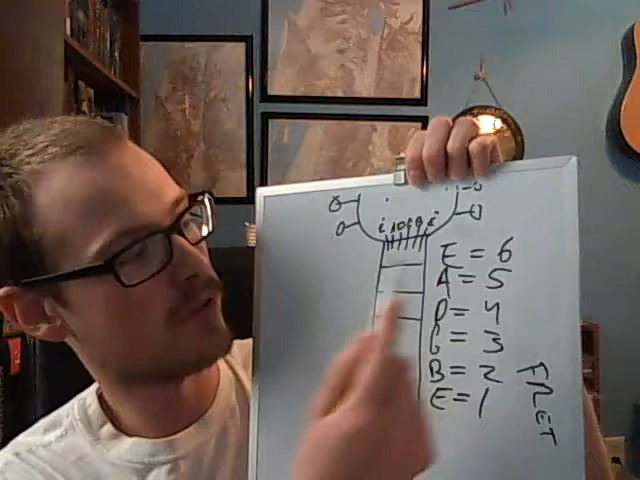 E = 6
A = 5
D = 4
G = 3
B = 2
E = 1
FRET